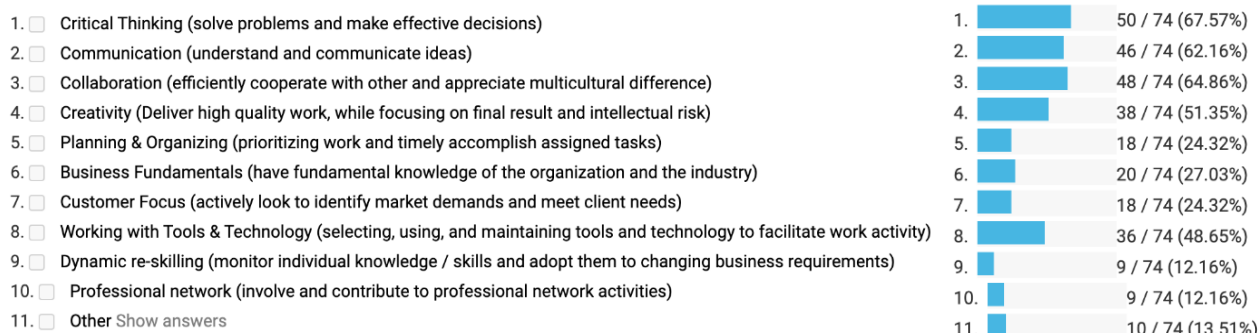 1. Critical Thinking (solve problems and make effective decisions) 1. 50 / 74 (67.57%)
2. Communication (understand and communicate ideas) 2. 46 / 74 (62.16%)
3. Collaboration (efficiently cooperate with other and appreciate multicultural difference) 3. 48 / 74 (64.86%)
4. Creativity (Deliver high quality work, while focusing on final result and intellectual risk) 4. 38 / 74 (51.35%)
5. Planning & Organizing (prioritizing work and timely accomplish assigned tasks) 5. 18 / 74 (24.32%)
6. Business Fundamentals (have fundamental knowledge of the organization and the industry) 6. 20 / 74 (27.03%)
7. Customer Focus (actively look to identify market demands and meet client needs) 7. 18 / 74 (24.32%)
8. Working with Tools & Technology (selecting, using, and maintaining tools and technology to facilitate work activity) 8. 36 / 74 (48.65%)
9. Dynamic re-skilling (monitor individual knowledge / skills and adopt them to changing business requirements) 9. 9 / 74 (12.16%)
10. Professional network (involve and contribute to professional network activities) 10. 9 / 74 (12.16%)
11. Other Show answers 11. 10 / 74 (13.51%)